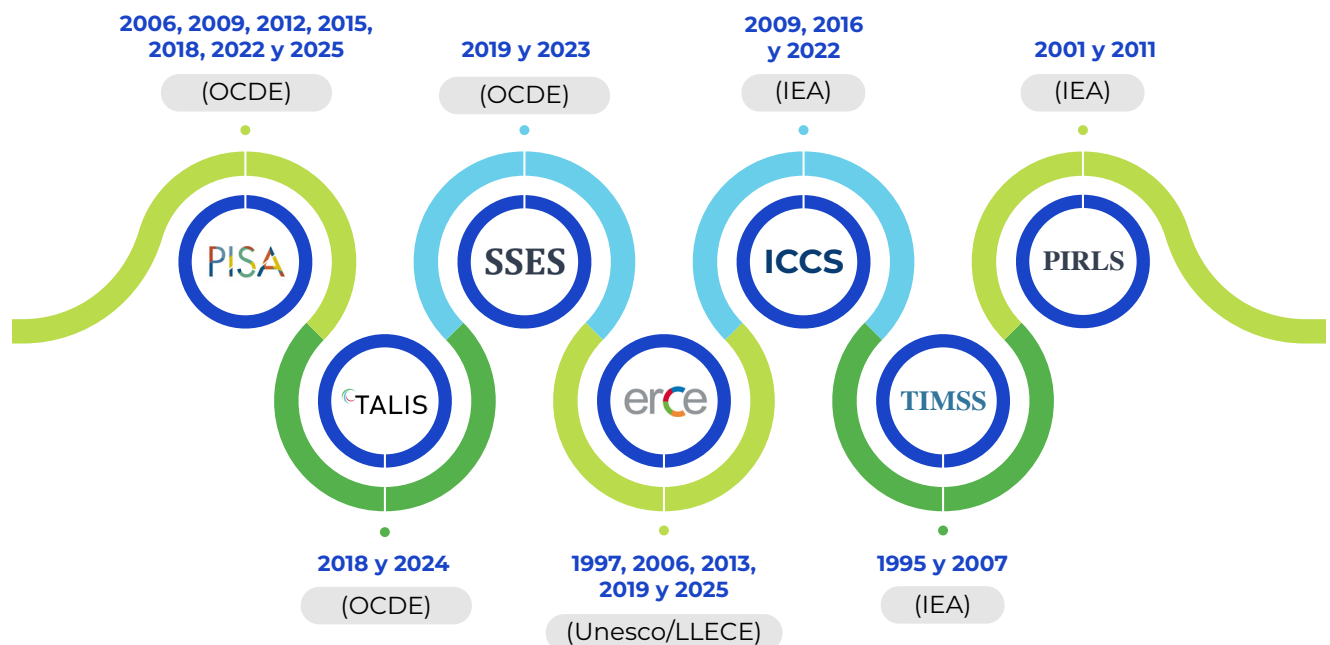 2006, 2009, 2012, 2015,
2018, 2022 y 2025
(OCDE)
PISA
2019 y 2023
(OCDE)
SSES
2009, 2016
y 2022
(IEA)
ICCS
2001 y 2011
(IEA)
PIRLS
TALIS
2018 y 2024
(OCDE)
erce
1997, 2006, 2013,
2019 y 2025
(Unesco/LLECE)
TIMSS
1995 y 2007
(IEA)